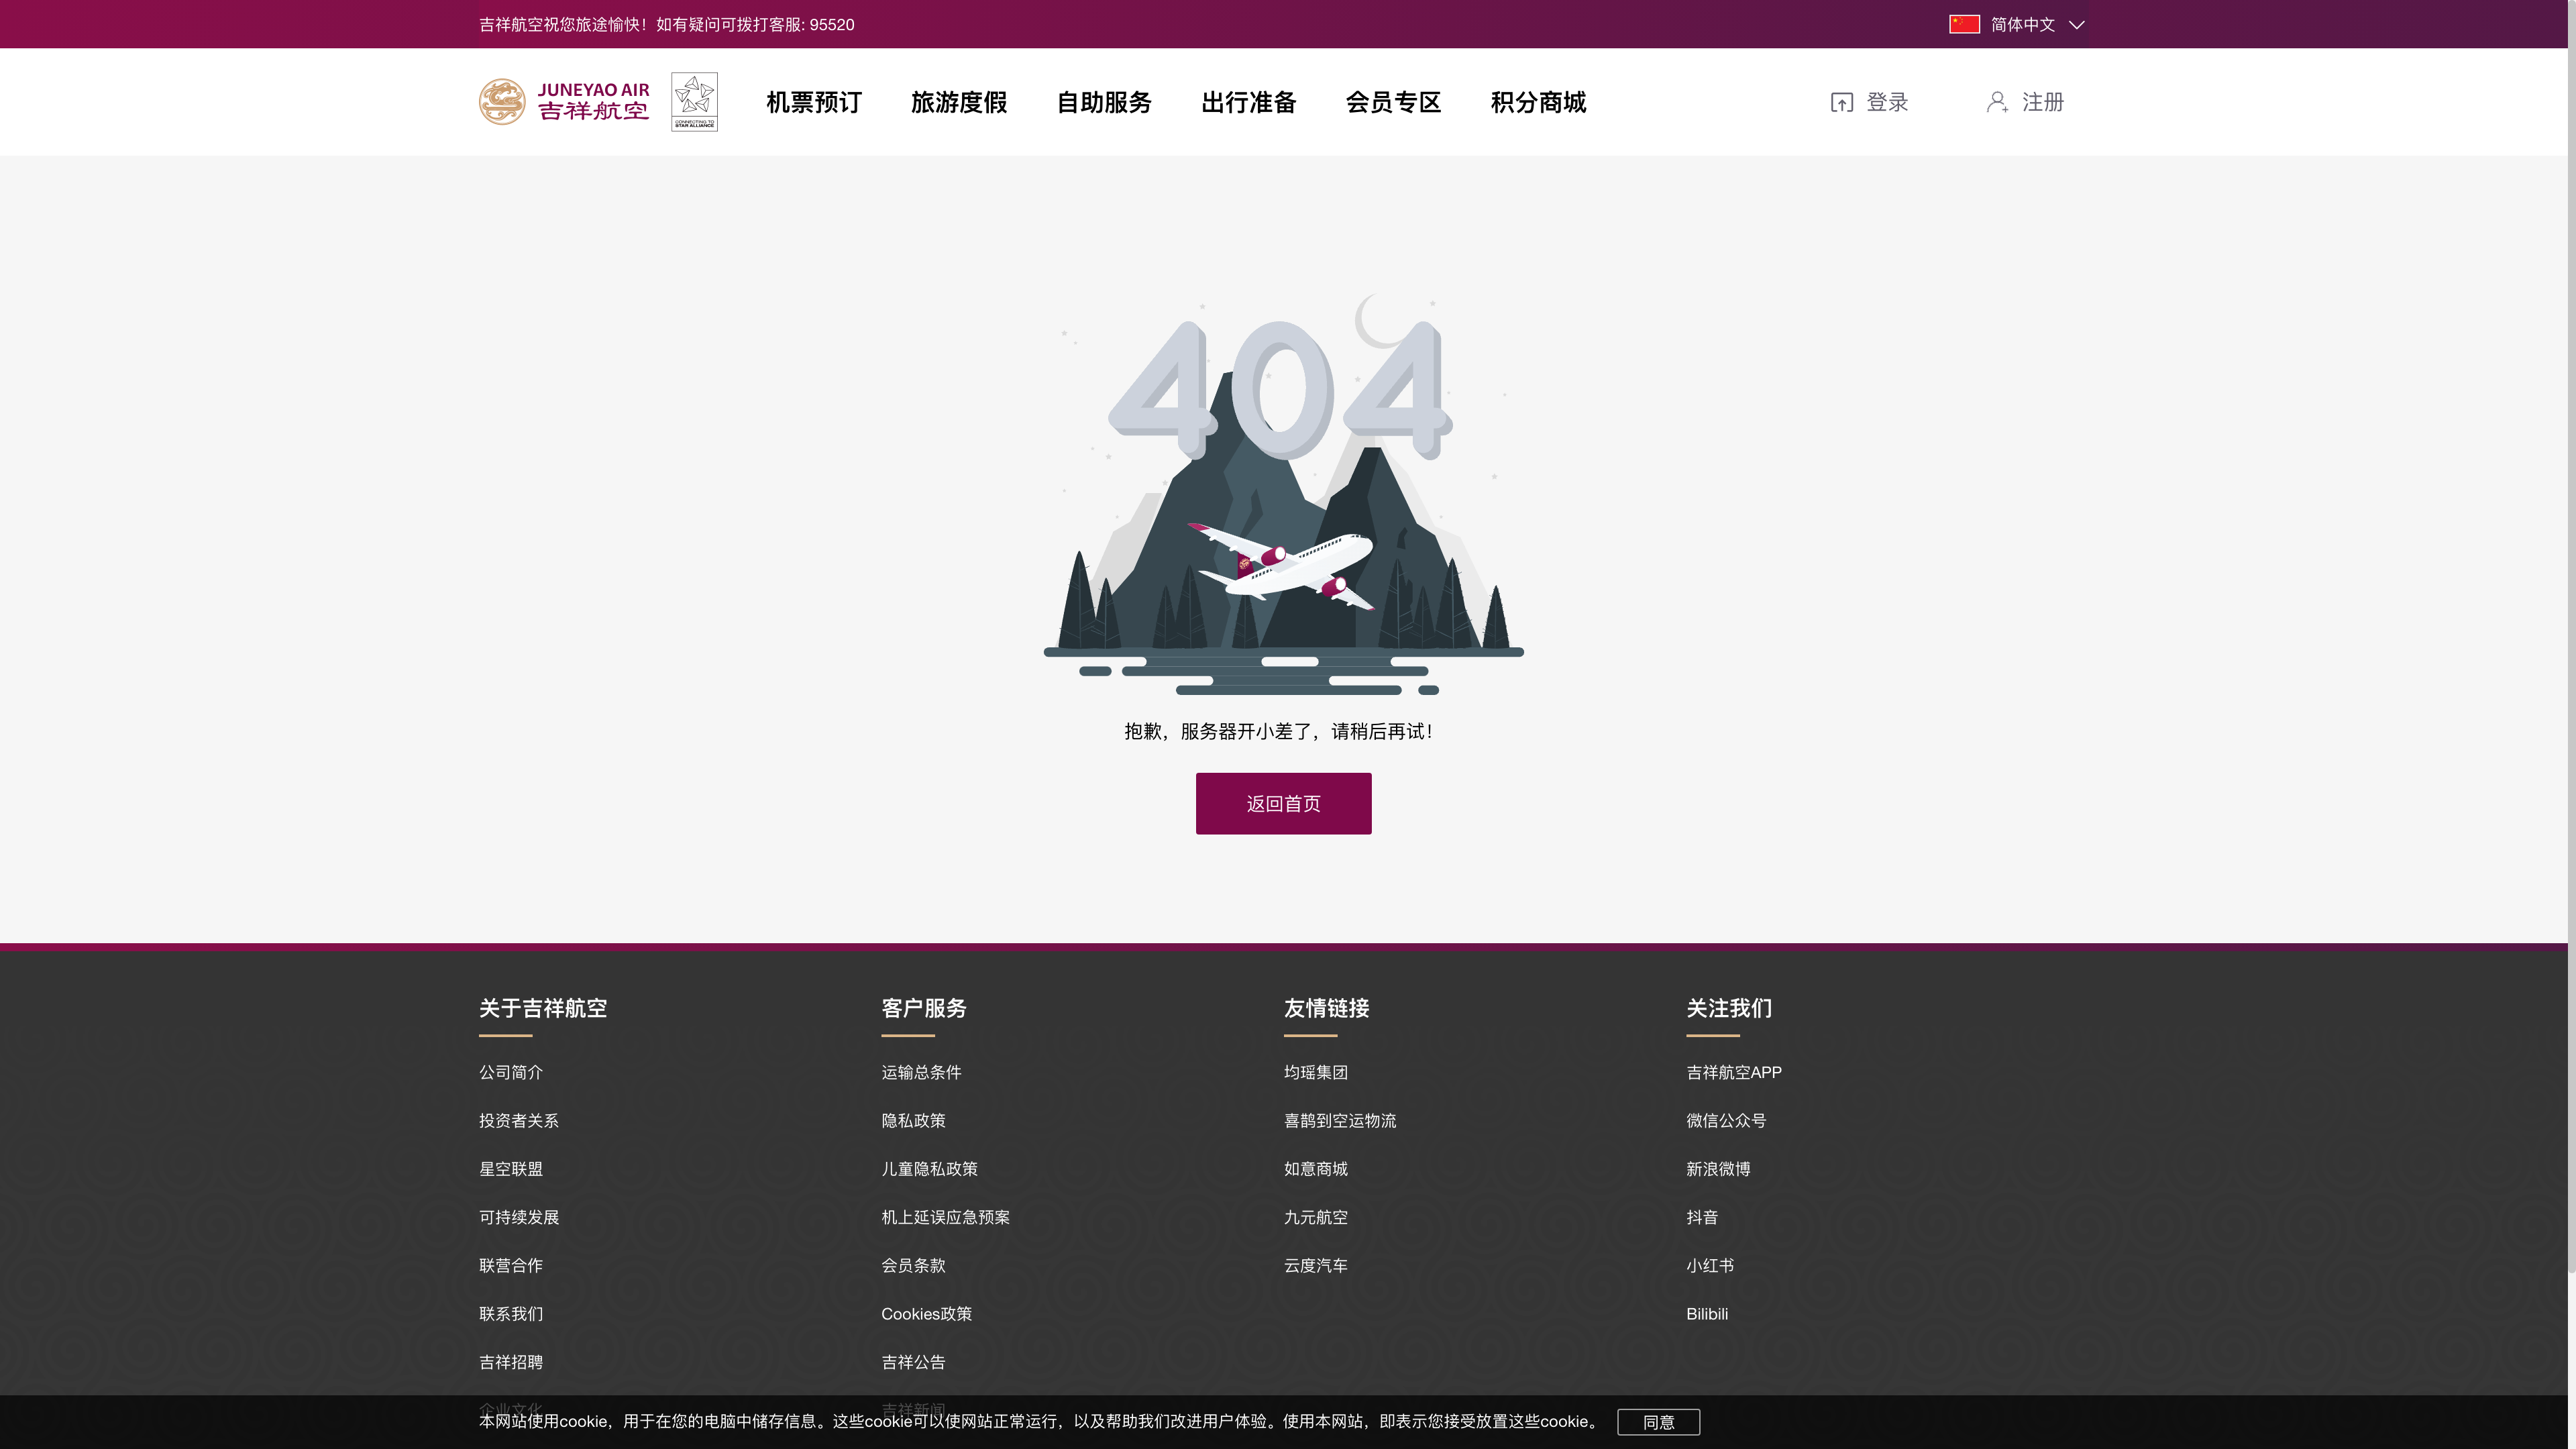 吉祥航空祝您旅途愉快！如有疑问可拨打客服: 95520
简体中文
JUNEYAO AIR
吉祥航空
CONNECTING TO
STAR ALLIANCE
机票预订
旅游度假
自助服务
出行准备
会员专区
积分商城
登录
注册
404
抱歉，服务器开小差了，请稍后再试！
返回首页
关于吉祥航空
公司简介
投资者关系
星空联盟
可持续发展
联营合作
联系我们
吉祥招聘
企业文化
客户服务
运输总条件
隐私政策
儿童隐私政策
机上延误应急预案
会员条款
Cookies政策
吉祥公告
吉祥新闻
友情链接
均瑶集团
喜鹊到空运物流
如意商城
九元航空
云度汽车
关注我们
吉祥航空APP
微信公众号
新浪微博
抖音
小红书
Bilibili
本网站使用cookie，用于在您的电脑中储存信息。这些cookie可以使网站正常运行，以及帮助我们改进用户体验。使用本网站，即表示您接受放置这些cookie。
同意